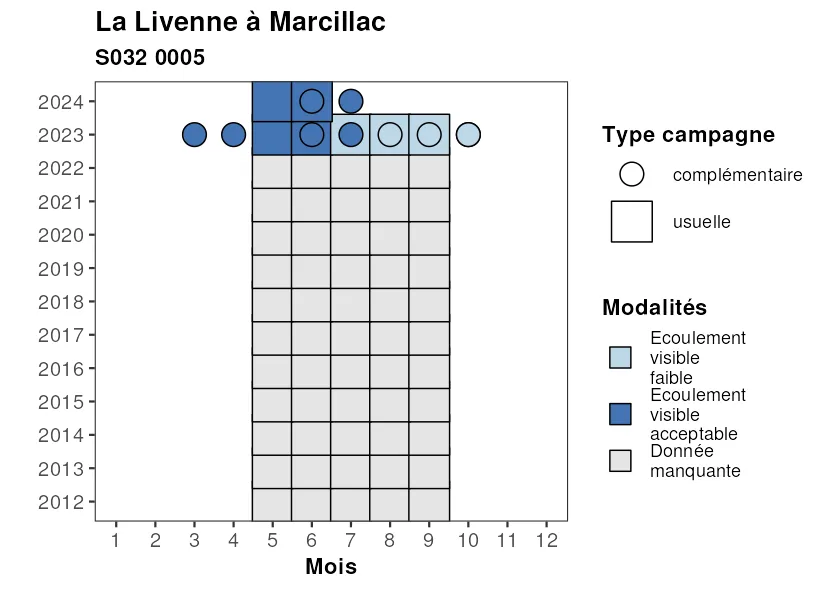 La Livenne à Marcillac
S032 0005
2024
2023
2022
2021
2020
2019
2018
2017
2016
2015
2014
2013
2012
1 2 3 4 5 6 7 8 9 10 11 12
Mois
Type campagne
complémentaire
usuelle
Modalités
Ecoulement
visible
faible
Ecoulement
visible
acceptable
Donnée
manquante